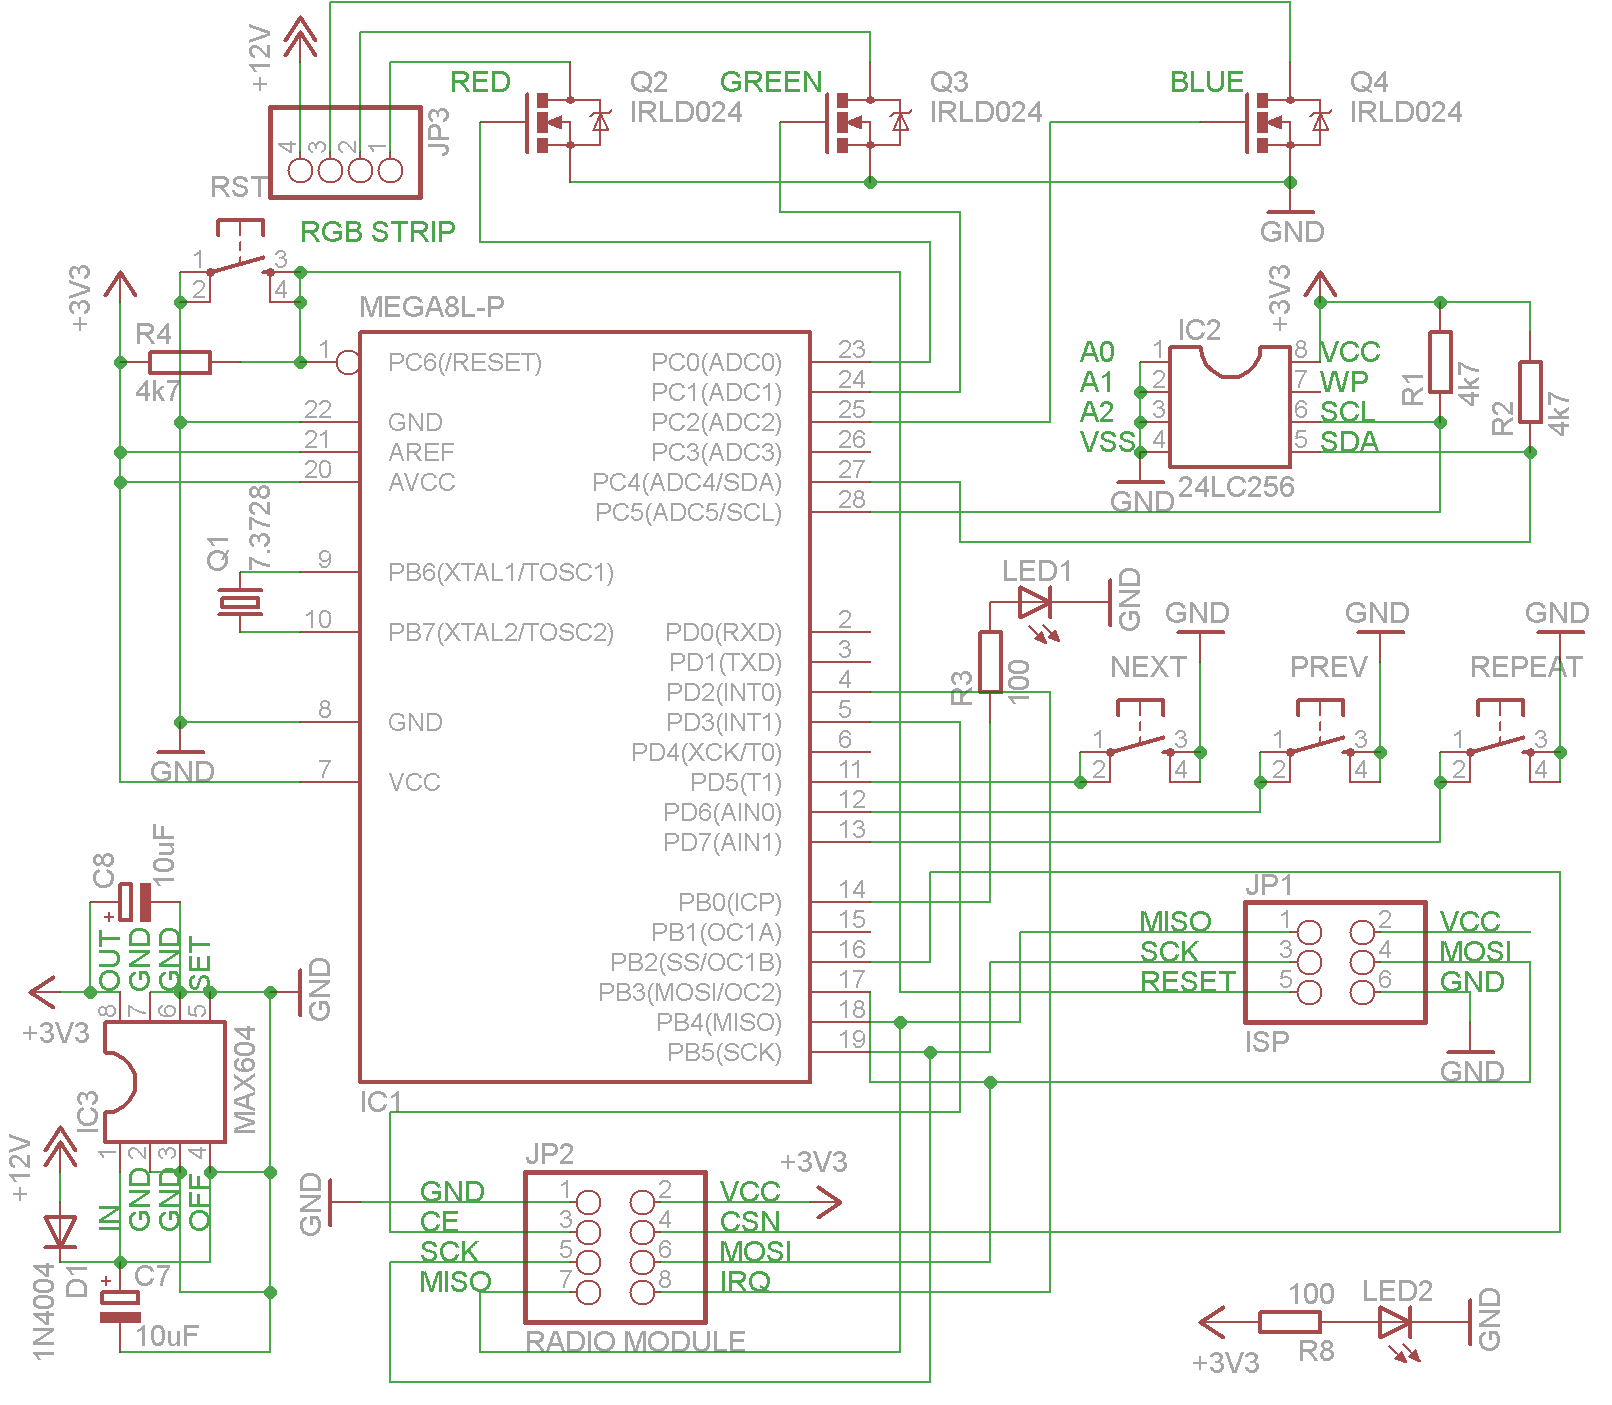 +12V
JP3
4 3 2 1
RGB STRIP
RED
Q2
IRLD024
GREEN
Q3
IRLD024
BLUE
Q4
IRLD024
GND
RST
1 3
2 4
+3V3
R4
4k7
MEGA8L-P
1 PC6(/RESET)
22 GND
21 AREF
20 AVCC
9 PB6(XTAL1/TOSC1)
10 PB7(XTAL2/TOSC2)
8 GND
7 VCC
Q1
7.3728
GND
PC0(ADC0) 23
PC1(ADC1) 24
PC2(ADC2) 25
PC3(ADC3) 26
PC4(ADC4/SDA) 27
PC5(ADC5/SCL) 28
PD0(RXD) 2
PD1(TXD) 3
PD2(INT0) 4
PD3(INT1) 5
PD4(XCK/T0) 6
PD5(T1) 11
PD6(AIN0) 12
PD7(AIN1) 13
PB0(ICP) 14
PB1(OC1A) 15
PB2(SS/OC1B) 16
PB3(MOSI/OC2) 17
PB4(MISO) 18
PB5(SCK) 19
IC1
+3V3
IC2
A0 1 8 VCC
A1 2 7 WP
A2 3 6 SCL
VSS 4 5 SDA
GND
24LC256
R1
4k7
R2
4k7
LED1
GND
R3
100
GND
NEXT
1 3
2 4
GND
PREV
1 3
2 4
GND
REPEAT
1 3
2 4
JP1
MISO 1 2 VCC
SCK 3 4 MOSI
RESET 5 6 GND
ISP
GND
C8
10uF
+
OUT GND GND SET
8 7 6 5
+3V3
GND
IC3
MAX604
1 2 3 4
IN GND GND OFF
+12V
D1
1N4004
C7
+
10uF
JP2
+3V3
GND
GND 1 2 VCC
CE 3 4 CSN
SCK 5 6 MOSI
MISO 7 8 IRQ
RADIO MODULE
100
R8
+3V3
LED2
GND